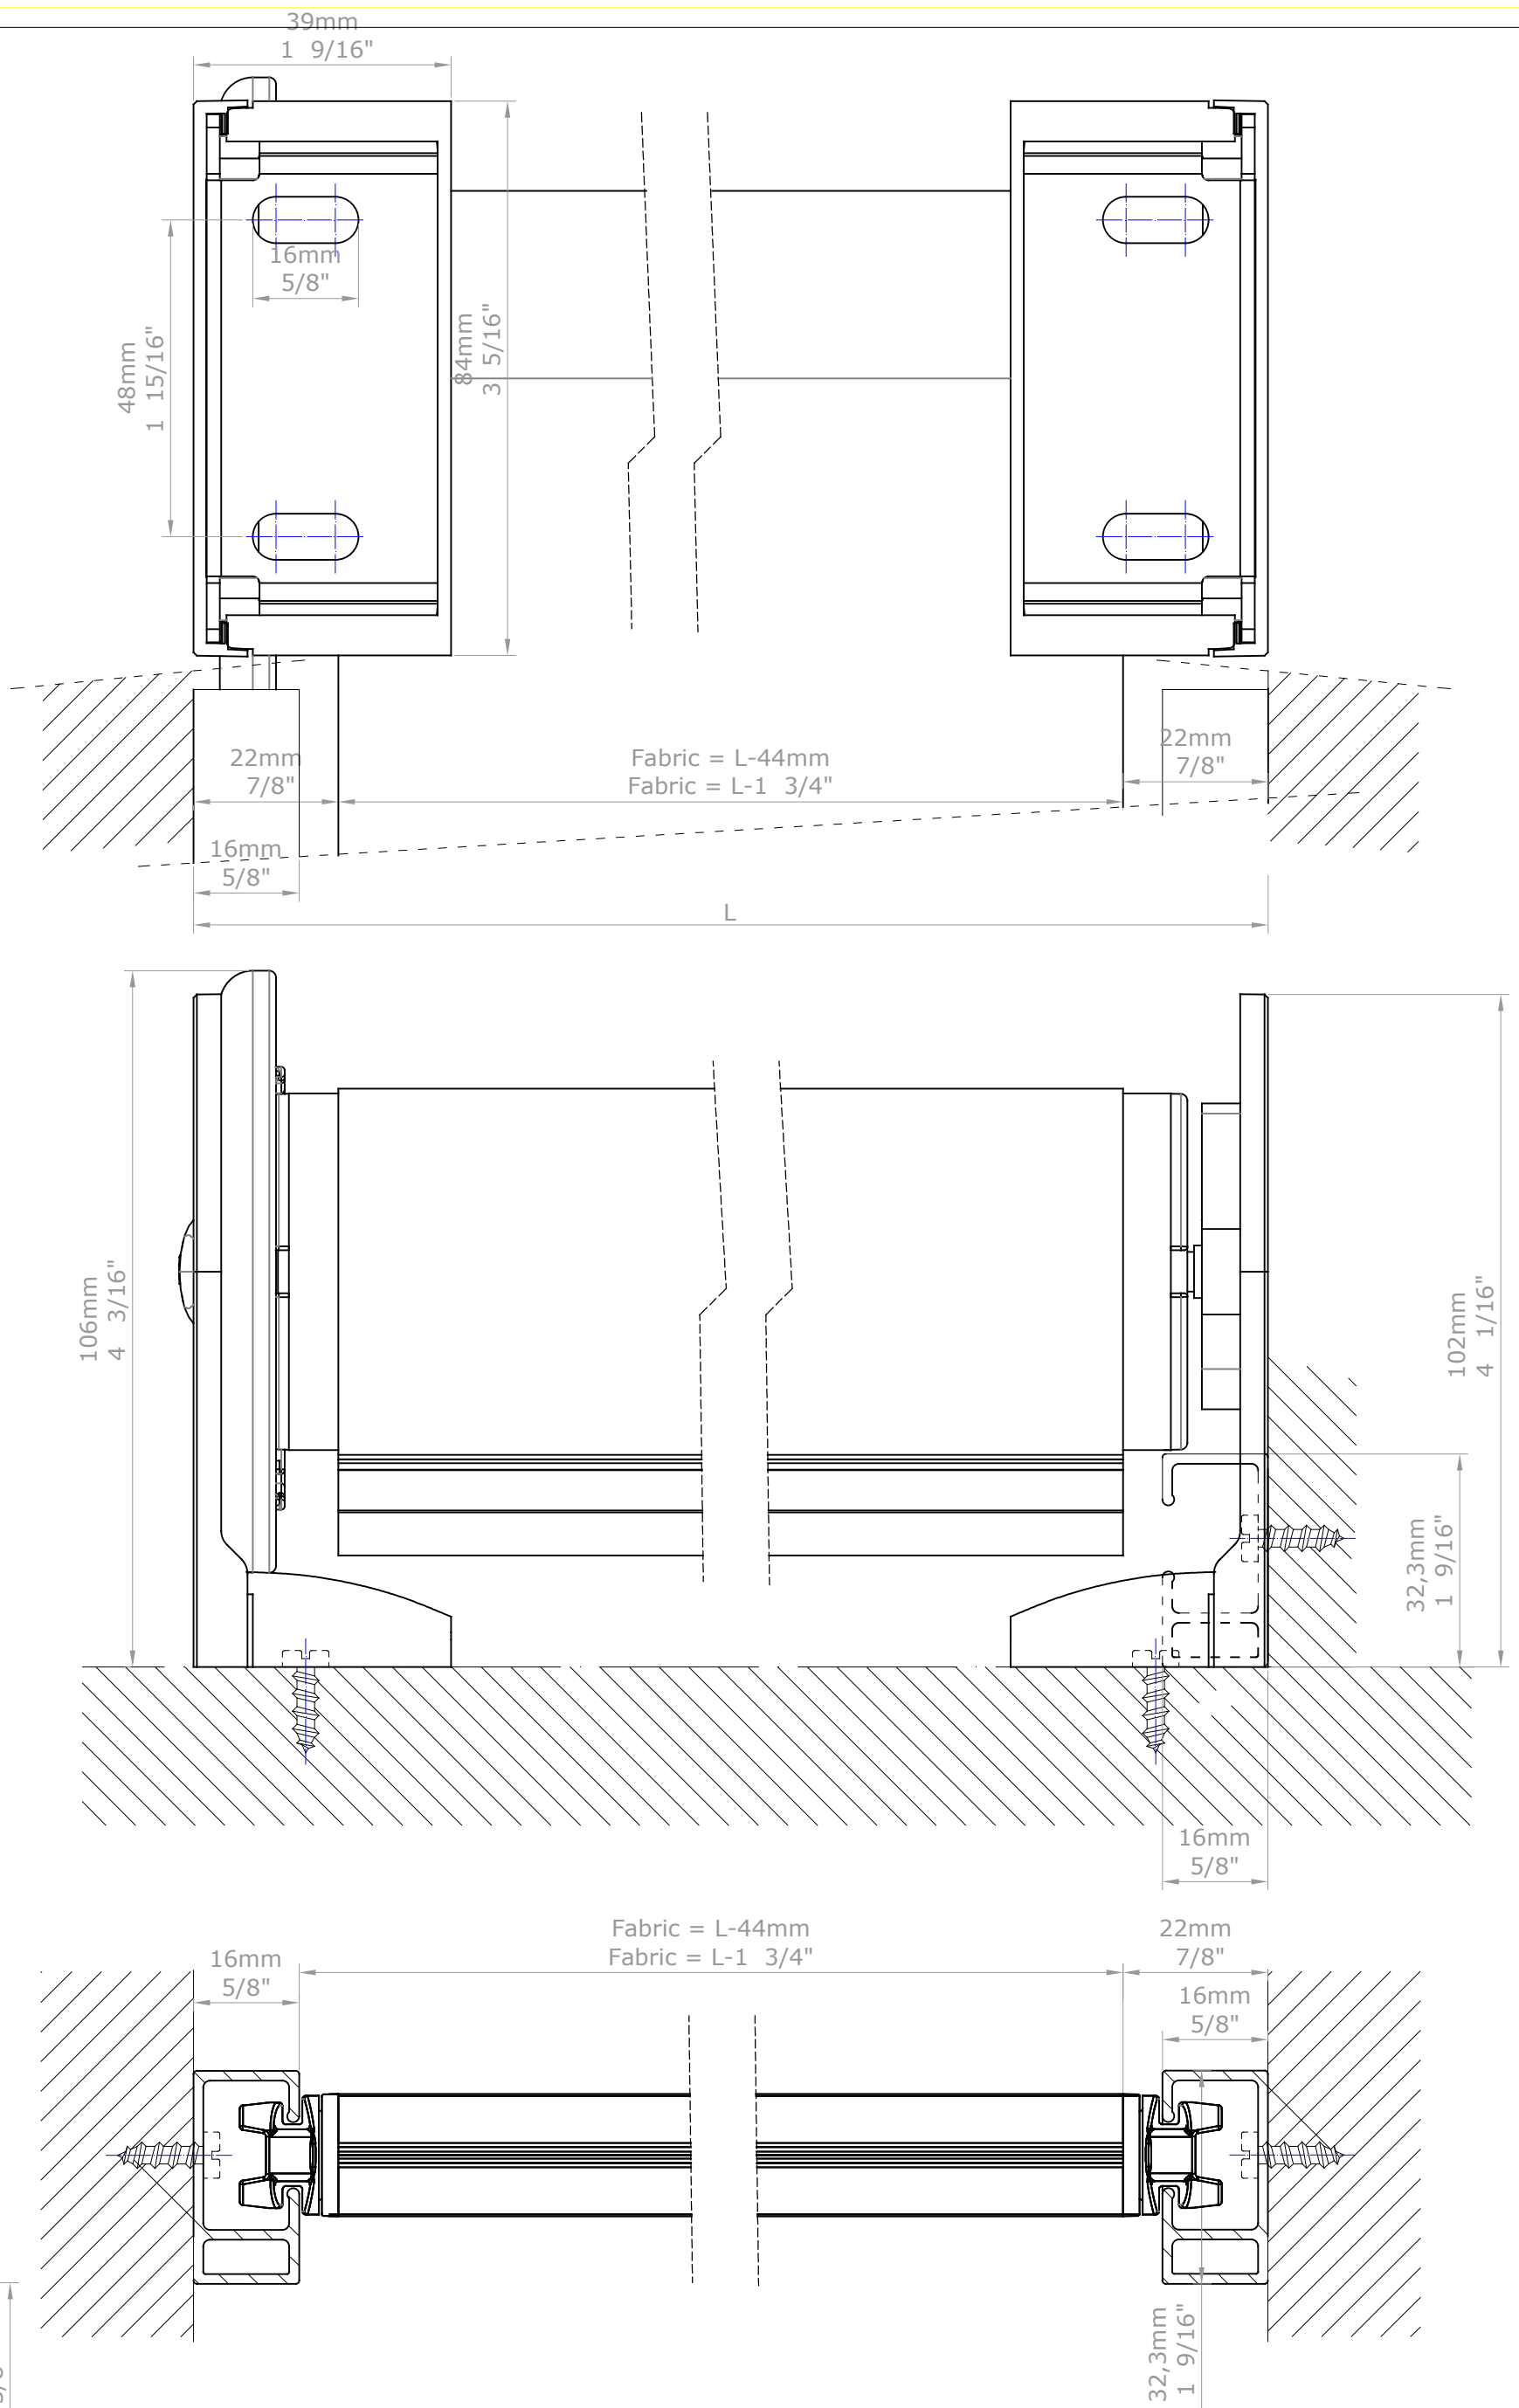 39mm
1 9/16"
16mm
5/8"
48mm
1 15/16"
84mm
3 5/16"
22mm
7/8"
Fabric = L-44mm
Fabric = L-1 3/4"
22mm
7/8"
16mm
5/8"
L
106mm
4 3/16"
102mm
4 1/16"
32,3mm
1 9/16"
16mm
5/8"
Fabric = L-44mm
Fabric = L-1 3/4"
22mm
7/8"
16mm
5/8"
16mm
5/8"
32,3mm
1 9/16"